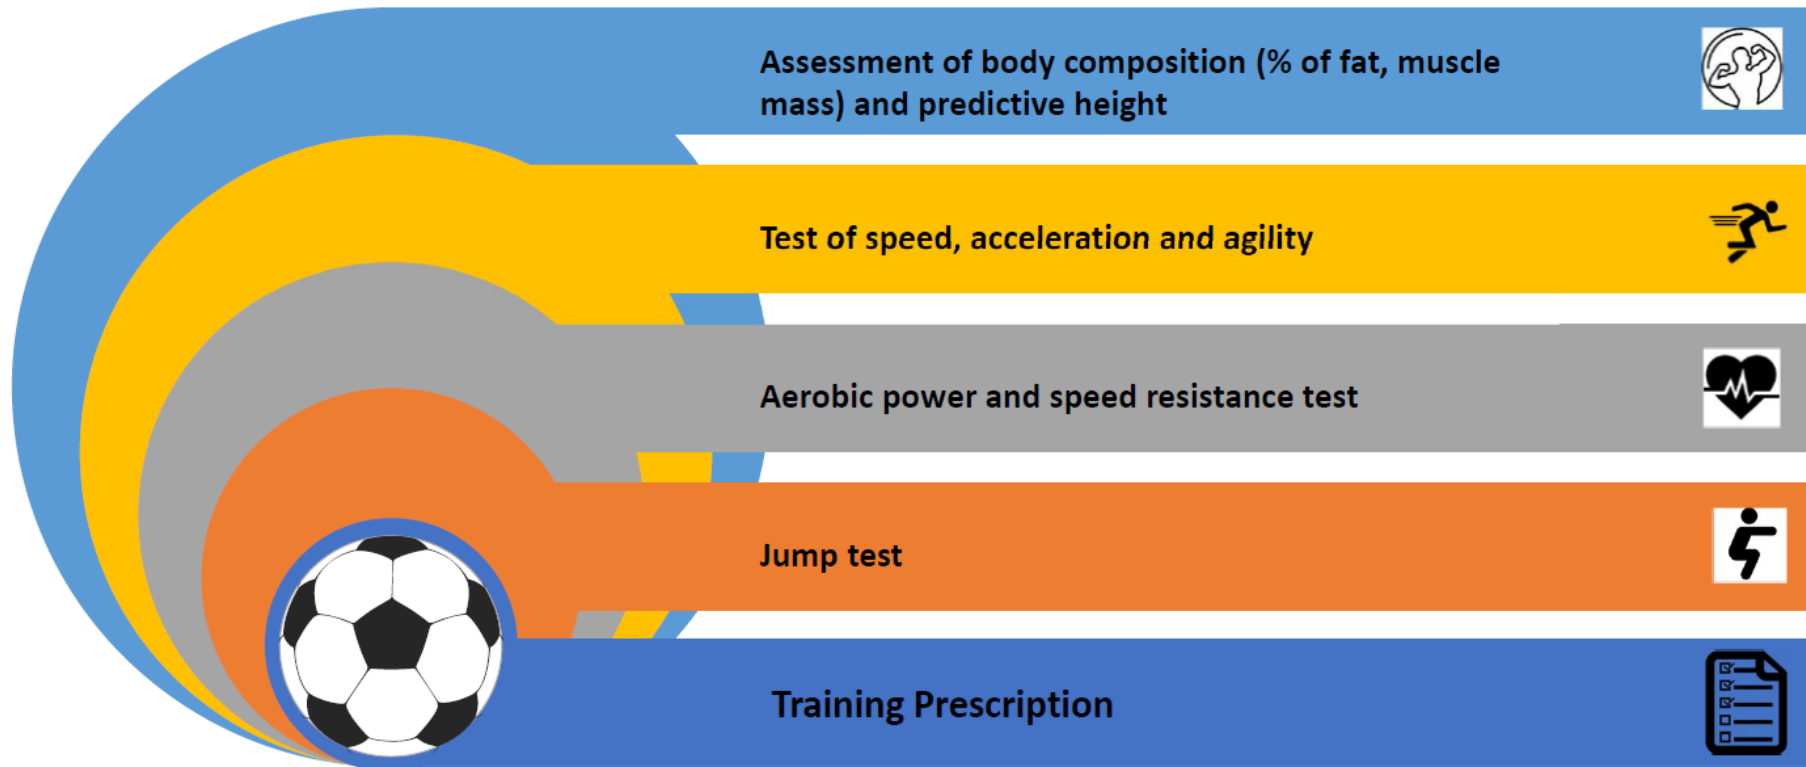 Assessment of body composition (% of fat, muscle
mass) and predictive height
Test of speed, acceleration and agility
Aerobic power and speed resistance test
Jump test
Training Prescription